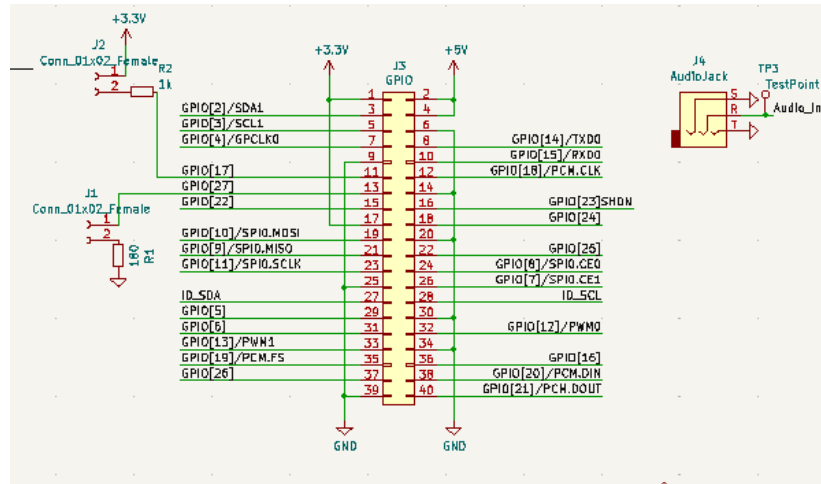 +3.3V
J2
Conn_01x02_Female
1
2
R2
1k
+3.3V
+5V
J3
GPIO
J4
AudioJack
S
R
T
TP3
TestPoint
Audio_In
1 2
GPIO[2]/SDA1 3 4
GPIO[3]/SCL1 5 6
GPIO[4]/GPCLK0 7 8 GPIO[14]/TXD0
9 10 GPIO[15]/RXD0
GPIO[17] 11 12 GPIO[18]/PCM.CLK
GPIO[27] 13 14
GPIO[22] 15 16 GPIO[23]SHDN
17 18 GPIO[24]
GPIO[10]/SPI0.MOSI 19 20
GPIO[9]/SPI0.MISO 21 22 GPIO[25]
GPIO[11]/SPI0.SCLK 23 24 GPIO[8]/SPI0.CE0
25 26 GPIO[7]/SPI0.CE1
ID_SDA 27 28 ID_SCL
GPIO[5] 29 30
GPIO[6] 31 32 GPIO[12]/PWM0
GPIO[13]/PWM1 33 34
GPIO[19]/PCM.FS 35 36 GPIO[16]
GPIO[26] 37 38 GPIO[20]/PCM.DIN
39 40 GPIO[21]/PCM.DOUT
J1
Conn_01x02_Female
1
2
180
R1
GND
GND